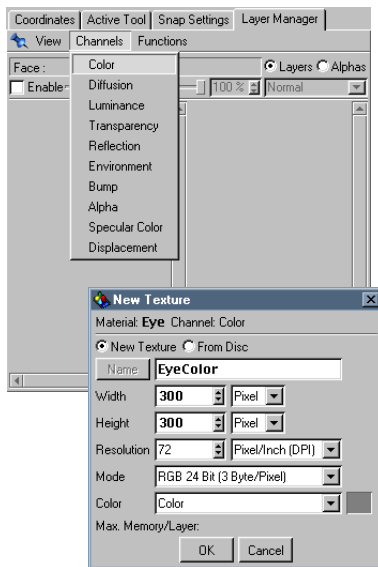 Coordinates Active Tool Snap Settings Layer Manager
View Channels Functions
Face : Layers Alphas
Enable 100 % Normal
Color
Diffusion
Luminance
Transparency
Reflection
Environment
Bump
Alpha
Specular Color
Displacement
New Texture
Material: Eye Channel: Color
New Texture From Disc
Name EyeColor
Width 300 Pixel
Height 300 Pixel
Resolution 72 Pixel/Inch (DPI)
Mode RGB 24 Bit (3 Byte/Pixel)
Color Color
Max. Memory/Layer:
OK Cancel